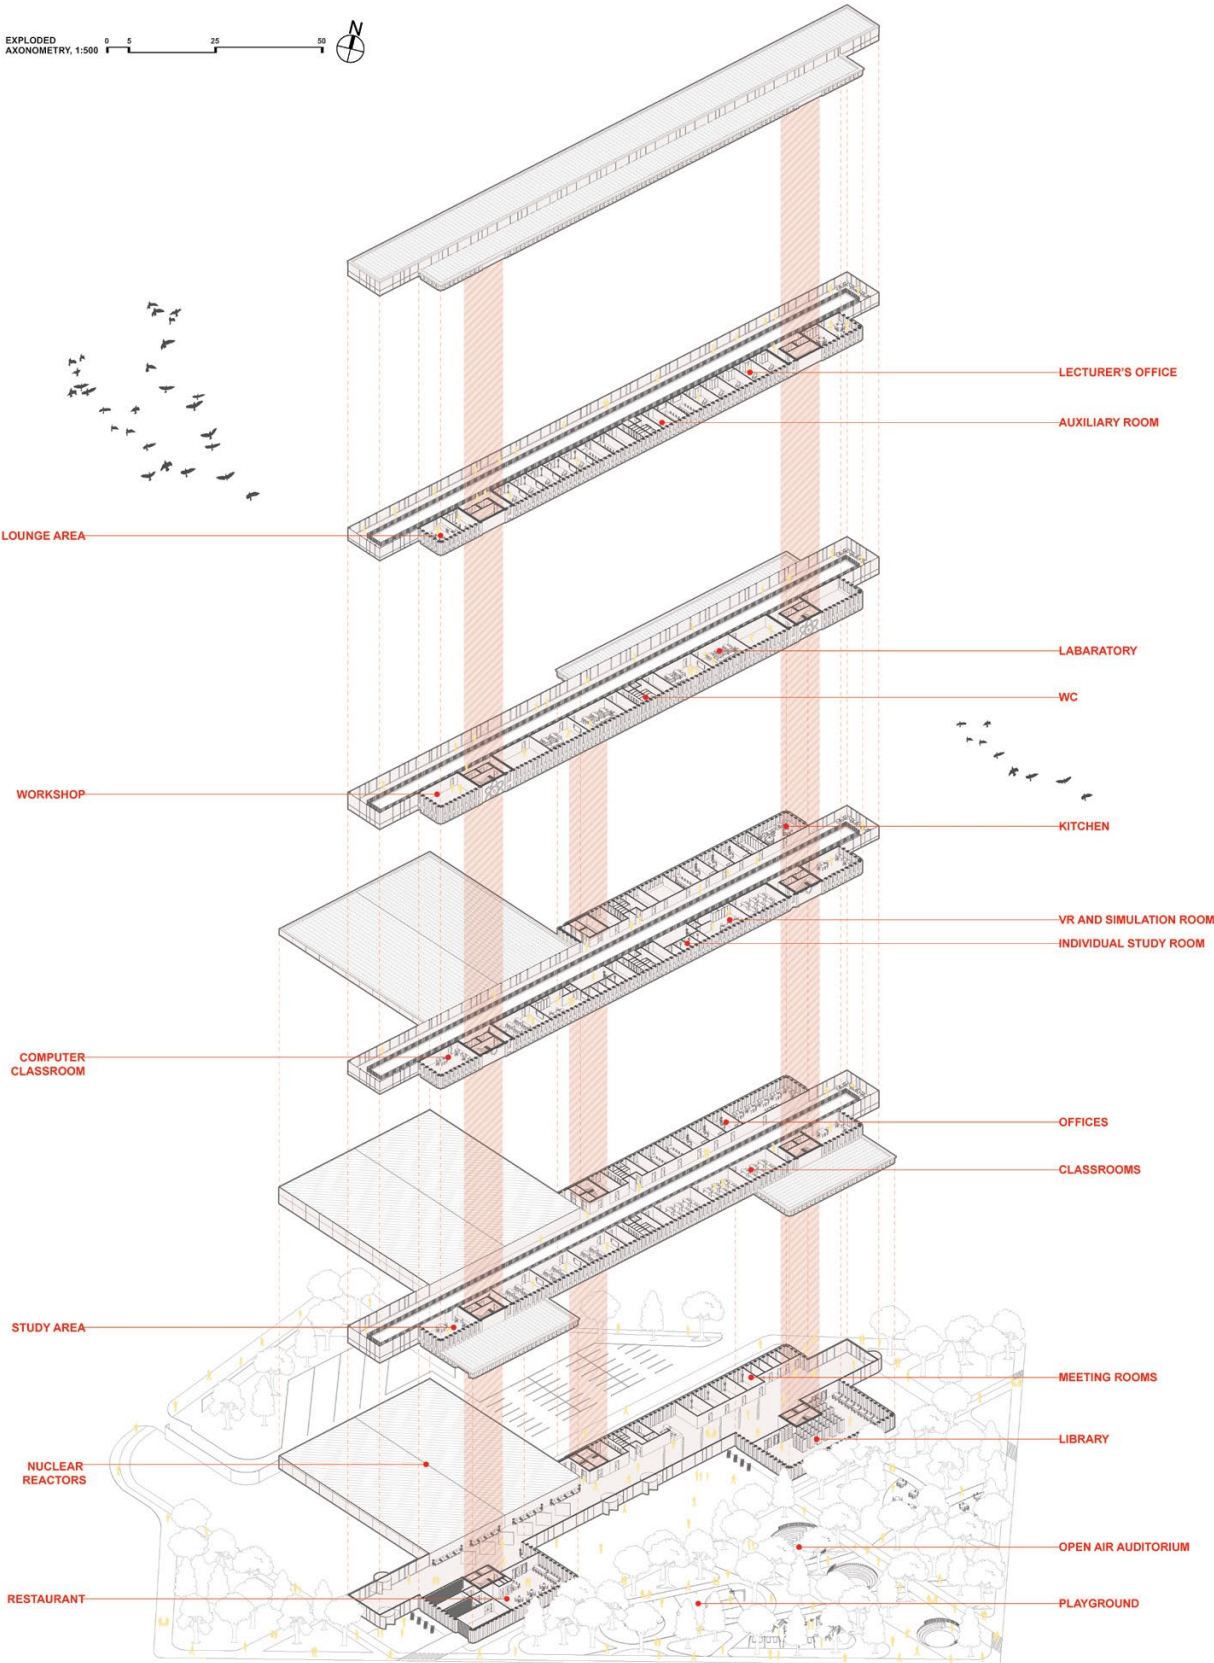 EXPLODED
AXONOMETRY, 1:500
0 5 25 50
N
LECTURER'S OFFICE
AUXILIARY ROOM
LOUNGE AREA
LABARATORY
WC
WORKSHOP
KITCHEN
VR AND SIMULATION ROOM
INDIVIDUAL STUDY ROOM
COMPUTER
CLASSROOM
OFFICES
CLASSROOMS
STUDY AREA
MEETING ROOMS
LIBRARY
NUCLEAR
REACTORS
OPEN AIR AUDITORIUM
RESTAURANT
PLAYGROUND